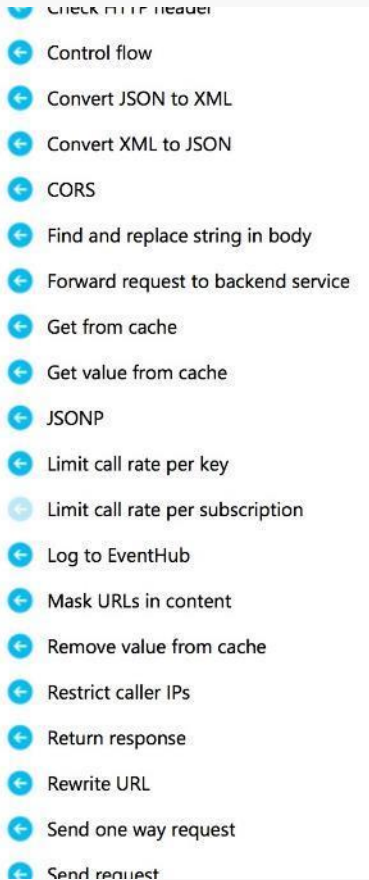 Check HTTP header
Control flow
Convert JSON to XML
Convert XML to JSON
CORS
Find and replace string in body
Forward request to backend service
Get from cache
Get value from cache
JSONP
Limit call rate per key
Limit call rate per subscription
Log to EventHub
Mask URLs in content
Remove value from cache
Restrict caller IPs
Return response
Rewrite URL
Send one way request
Send request